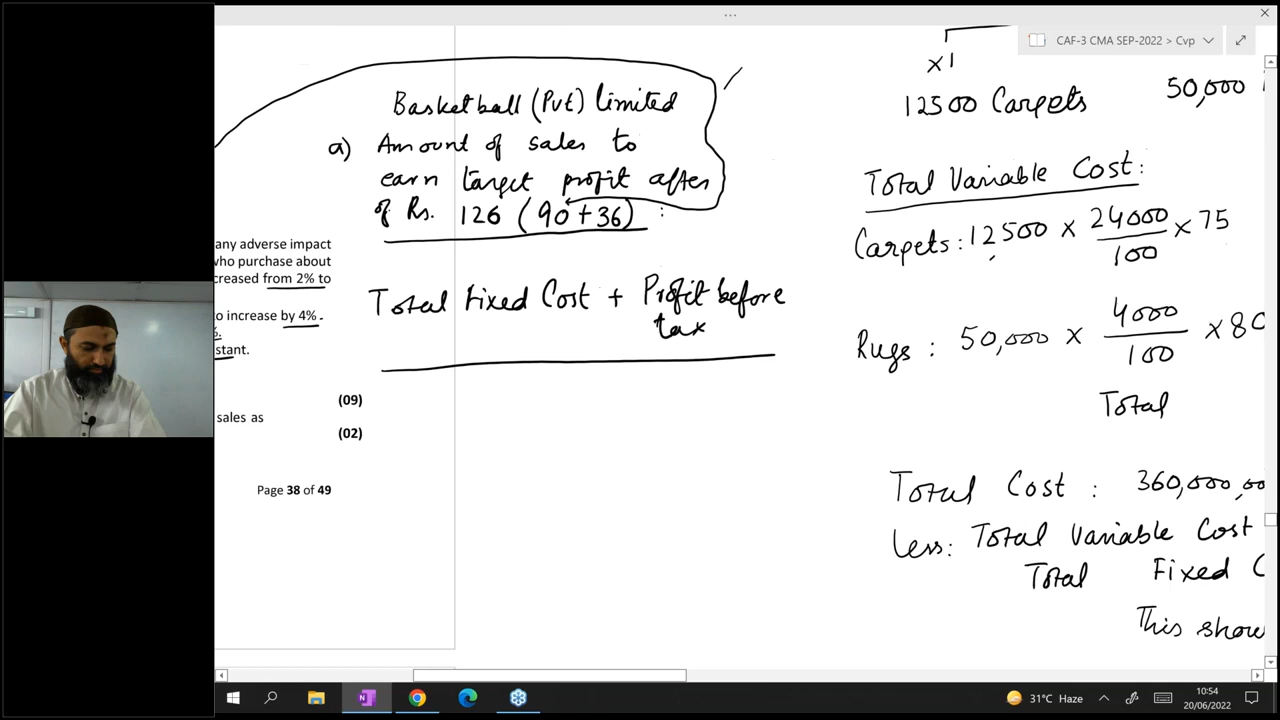 ...
CAF-3 CMA SEP-2022 > Cvp
Basketball (Pvt) limited
a) Amount of sales to
earn target profit after
of Rs. 126 (90+36) :
any adverse impact
who purchase about
creased from 2% to
Total Fixed Cost + Profit before
tax
o increase by 4%
%.
stant.
(09)
sales as
(02)
Page 38 of 49
x1
12500 Carpets 50,000
Total Variable Cost:
Carpets: 12,500 × 24000/100 × 75
Rugs: 50,000 × 4000/100 × 80
Total
Total Cost: 360,000,00
less: Total Variable Cost
Total Fixed C
This show
31°C Haze
10:54
20/06/2022